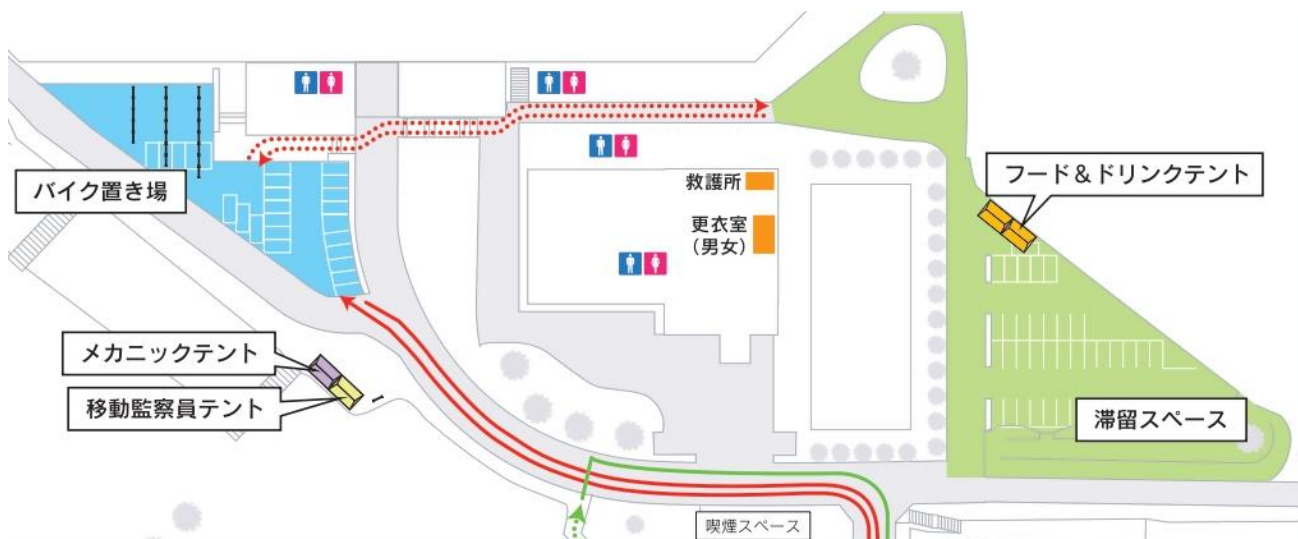 救護所
フード＆ドリンクテント
バイク置き場
更衣室
（男女）
メカニックテント
移動監察員テント
滞留スペース
喫煙スペース